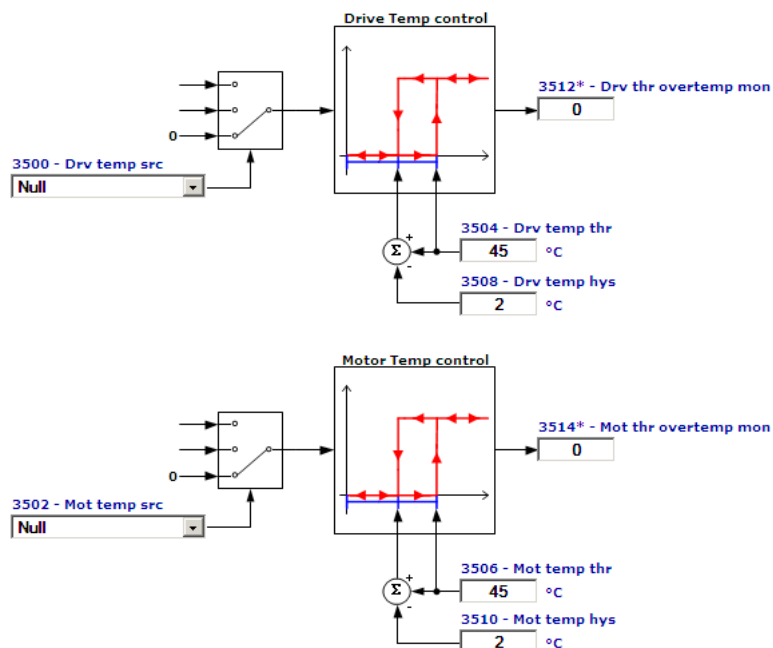 Drive Temp control
3512* - Drv thr overtemp mon
0
0
3500 - Drv temp src
Null
3504 - Drv temp thr
+
Σ
45 °C
-
3508 - Drv temp hys
2 °C
Motor Temp control
3514* - Mot thr overtemp mon
0
0
3502 - Mot temp src
Null
3506 - Mot temp thr
+
Σ
45 °C
-
3510 - Mot temp hys
2 °C